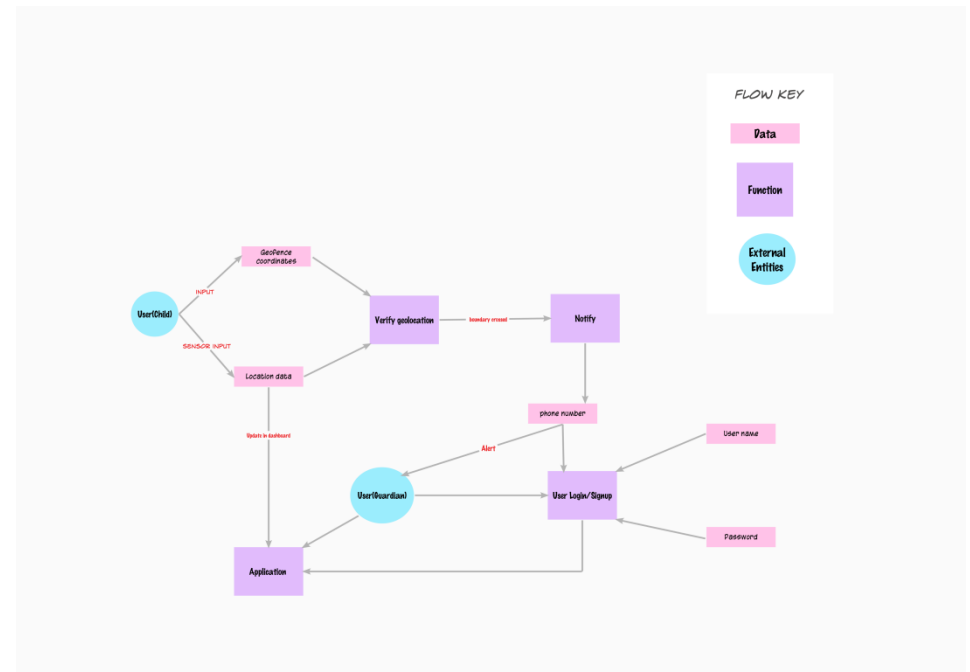 FLOW KEY
Data
Function
External
Entities
Geofence
coordinates
INPUT
User(Child)
Verify geolocation
boundary crossed
Notify
SENSOR INPUT
Location data
phone number
Update in dashboard
Alert
User name
User(Guardian)
User Login/Signup
Password
Application